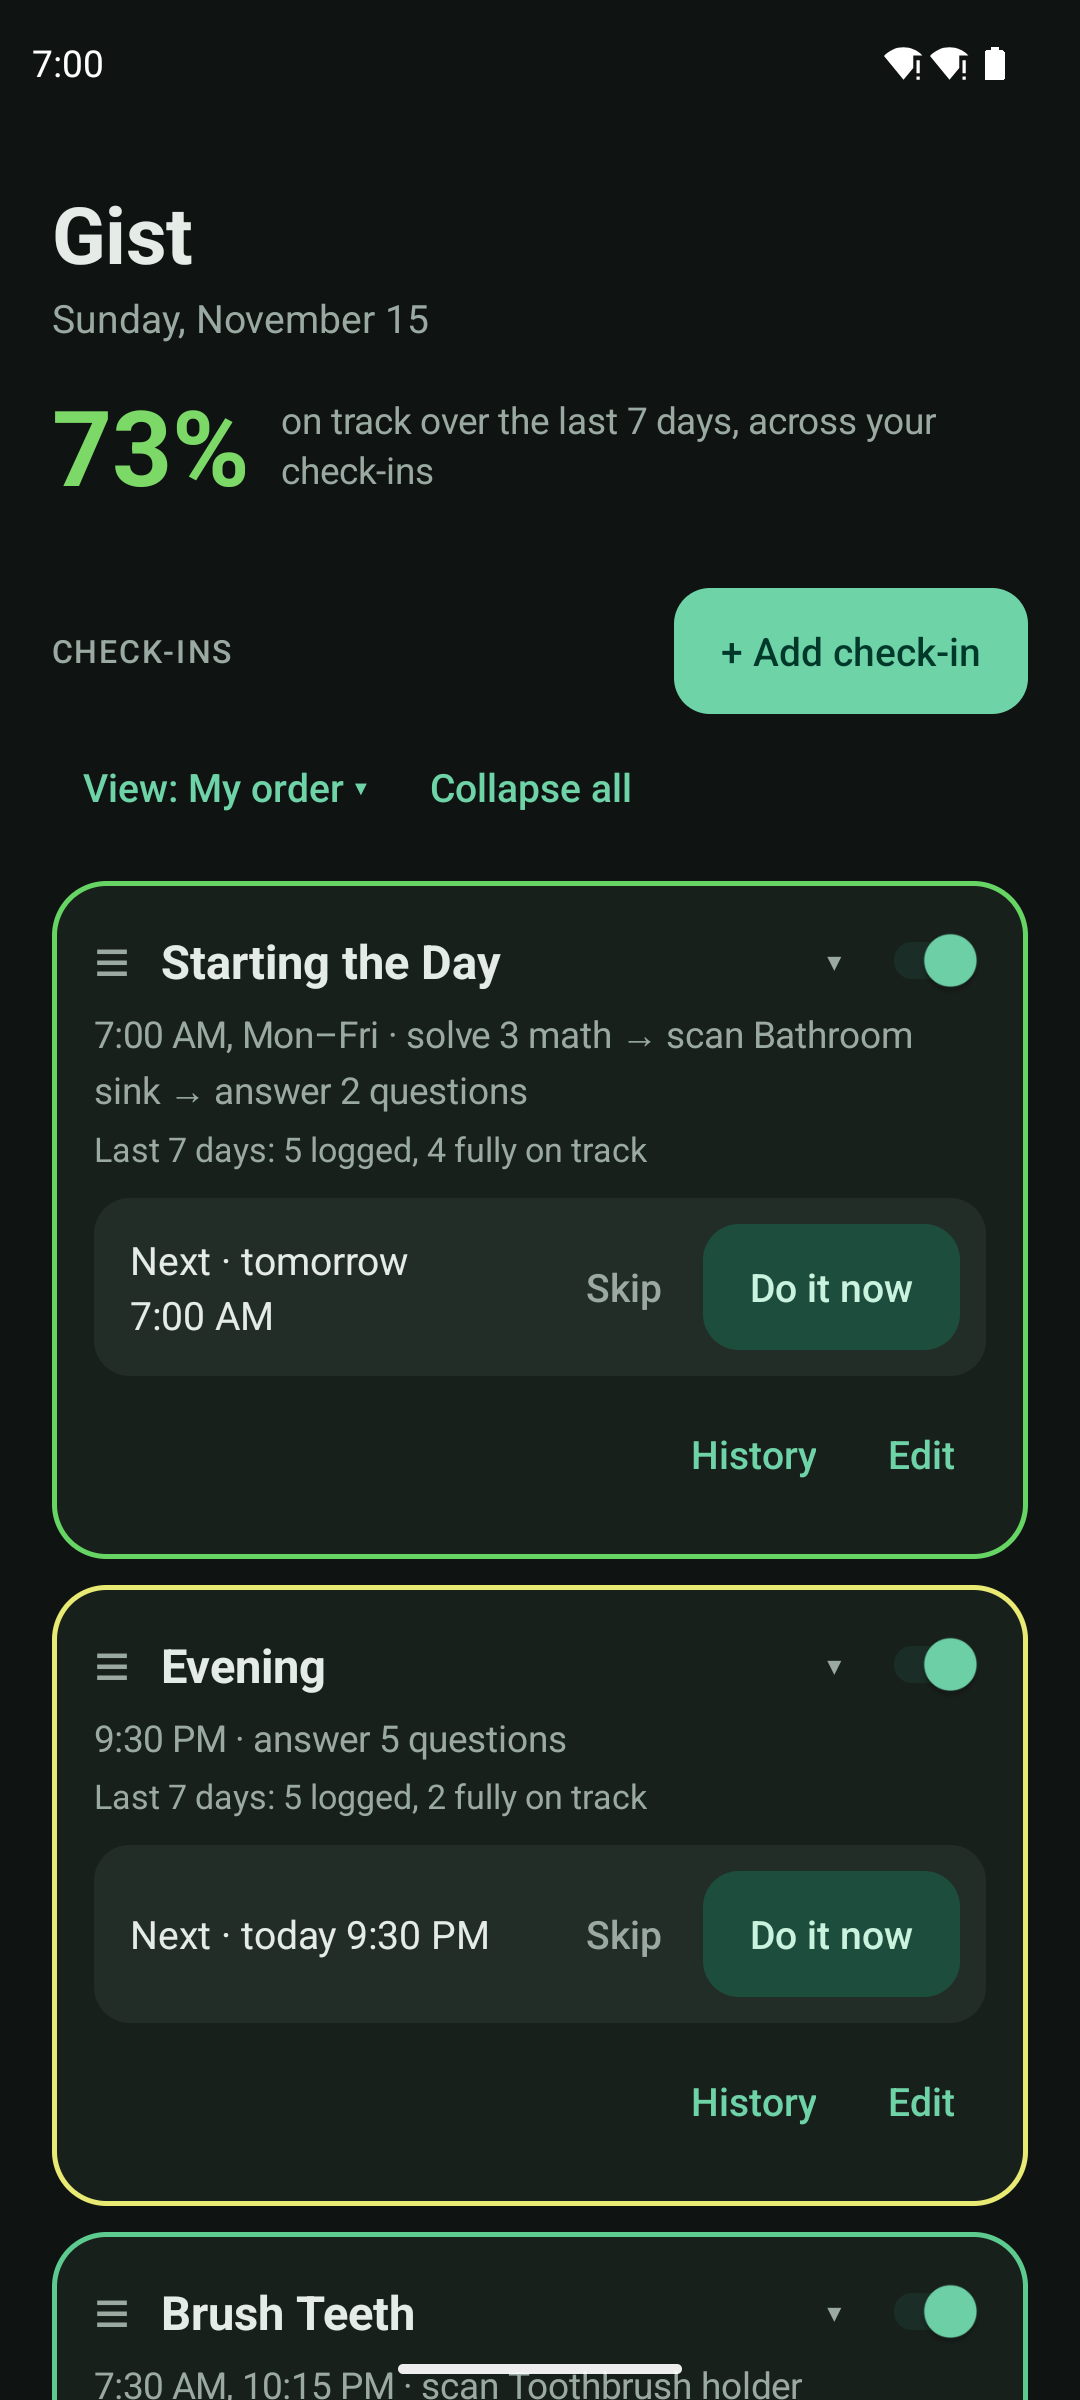 7:00
Gist
Sunday, November 15
73%
on track over the last 7 days, across your
check-ins
CHECK-INS
+ Add check-in
View: My order ▾
Collapse all
Starting the Day
7:00 AM, Mon–Fri · solve 3 math → scan Bathroom
sink → answer 2 questions
Last 7 days: 5 logged, 4 fully on track
Next · tomorrow
7:00 AM
Skip
Do it now
History
Edit
Evening
9:30 PM · answer 5 questions
Last 7 days: 5 logged, 2 fully on track
Next · today 9:30 PM
Skip
Do it now
History
Edit
Brush Teeth
7:30 AM, 10:15 PM · scan Toothbrush holder